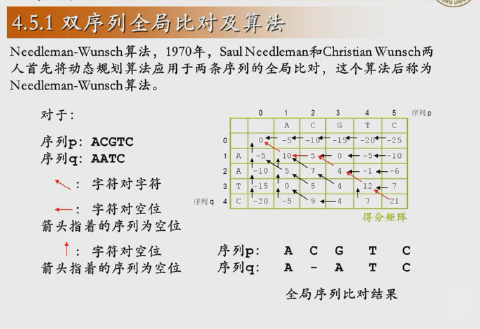 4.5.1 双序列全局比对及算法
Needleman-Wunsch算法，1970年，Saul Needleman和Christian Wunsch两
人首先将动态规划算法应用于两条序列的全局比对，这个算法后称为
Needleman-Wunsch算法。
对于：
序列p： ACGTC
序列q： AATC
：字符对字符
：字符对空位
箭头指着的序列为空位
：字符对空位
箭头指着的序列为空位
0 1 2 3 4 5 序列p
A C G T C
0 0 -5 -10 -15 -20 -25
1 A -5 10 5 0 -5 -10
2 A -10 5 7 4 -1 -6
3 T -15 0 5 4 12 7
序列q 4 C -20 -5 9 4 7 21
得分矩阵
序列p： A C G T C
序列q： A - A T C
全局序列比对结果